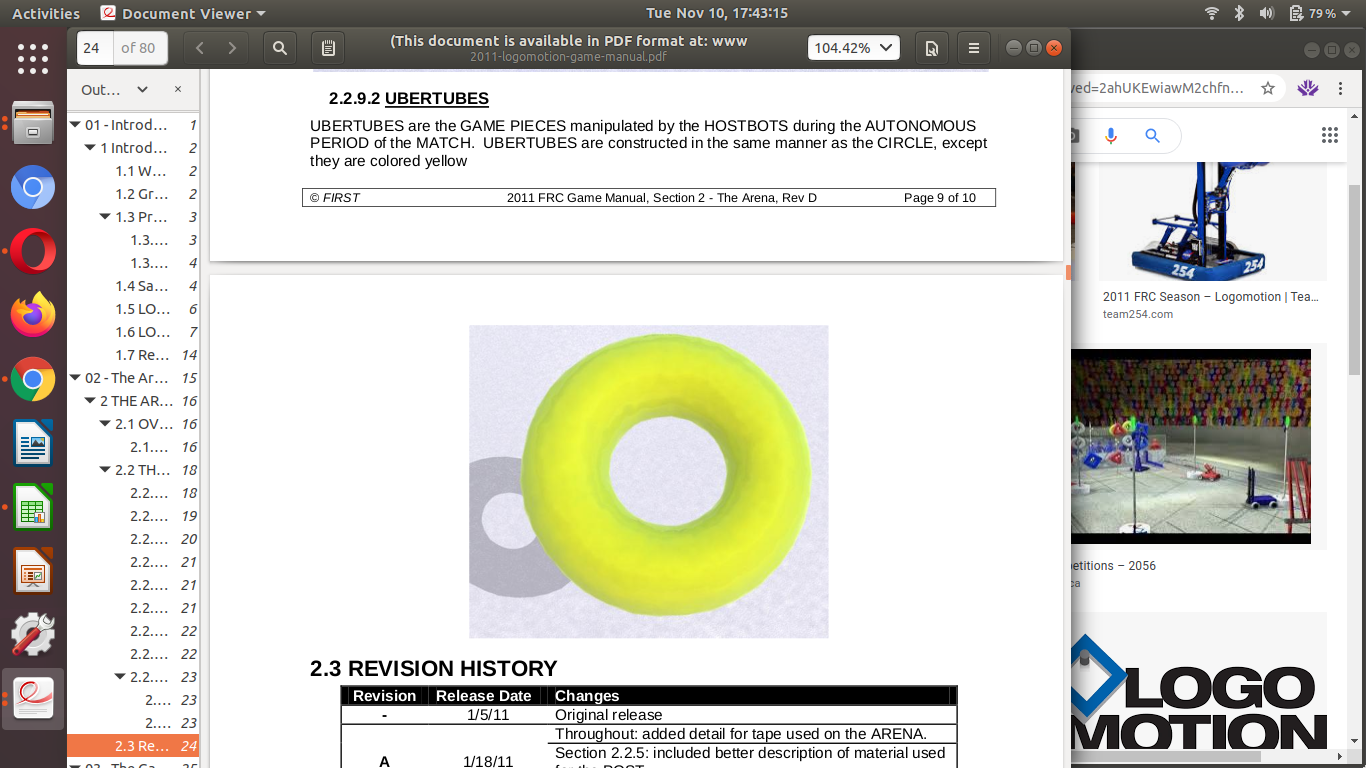 Activities
Document Viewer
Tue Nov 10, 17:43:15
79 %
24 of 80
(This document is available in PDF format at: www
2011-logomotion-game-manual.pdf
104.42%
Out…
01 - Introd… 1
1 Introd… 2
1.1 W… 2
1.2 Gr… 2
1.3 Pr… 3
1.3.… 3
1.3.… 4
1.4 Sa… 4
1.5 LO… 6
1.6 LO… 7
1.7 Re… 14
02 - The Ar… 15
2 THE AR… 16
2.1 OV… 16
2.1.… 16
2.2 TH… 18
2.2.… 18
2.2.… 19
2.2.… 20
2.2.… 21
2.2.… 21
2.2.… 21
2.2.… 22
2.2.… 22
2.2.… 23
2.… 23
2.… 23
2.3 Re… 24
2.2.9.2 UBERTUBES
UBERTUBES are the GAME PIECES manipulated by the HOSTBOTS during the AUTONOMOUS
PERIOD of the MATCH. UBERTUBES are constructed in the same manner as the CIRCLE, except
they are colored yellow
© FIRST 2011 FRC Game Manual, Section 2 - The Arena, Rev D Page 9 of 10
2.3 REVISION HISTORY
Revision Release Date Changes
- 1/5/11 Original release
Throughout: added detail for tape used on the ARENA.
A 1/18/11 Section 2.2.5: included better description of material used
for the POST
ved=2ahUKEwiawM2chfn…
254
254
2011 FRC Season – Logomotion | Tea…
team254.com
petitions – 2056
ca
LOGO
MOTION